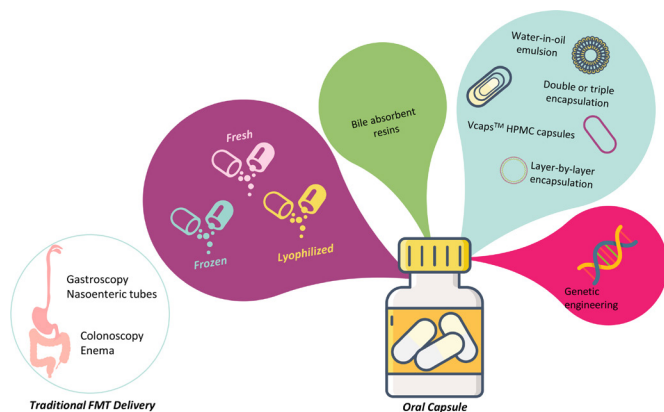 Water-in-oil
emulsion
Double or triple
encapsulation
Vcaps™ HPMC capsules
Layer-by-layer
encapsulation
Bile absorbent
resins
Fresh
Frozen
Lyophilized
Genetic
engineering
Gastroscopy
Nasoenteric tubes
Colonoscopy
Enema
Traditional FMT Delivery
Oral Capsule